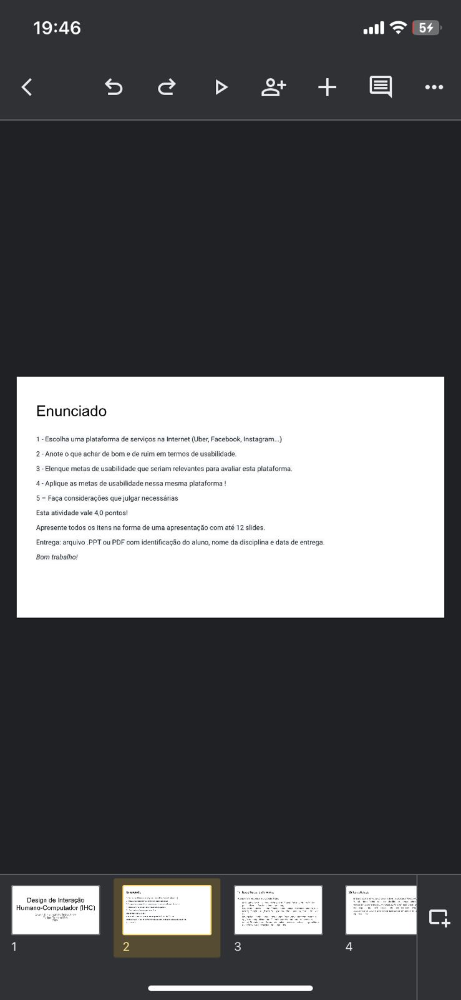 19:46
5
Enunciado
1 - Escolha uma plataforma de serviços na Internet (Uber, Facebook, Instagram...)
2 - Anote o que achar de bom e de ruim em termos de usabilidade.
3 - Elenque metas de usabilidade que seriam relevantes para avaliar esta plataforma.
4 - Aplique as metas de usabilidade nessa mesma plataforma !
5 – Faça considerações que julgar necessárias
Esta atividade vale 4,0 pontos!
Apresente todos os itens na forma de uma apresentação com até 12 slides.
Entrega: arquivo .PPT ou PDF com identificação do aluno, nome da disciplina e data de entrega.
Bom trabalho!
Design de Interação
Humano-Computador (IHC)
Enunciado
1
2
3
4